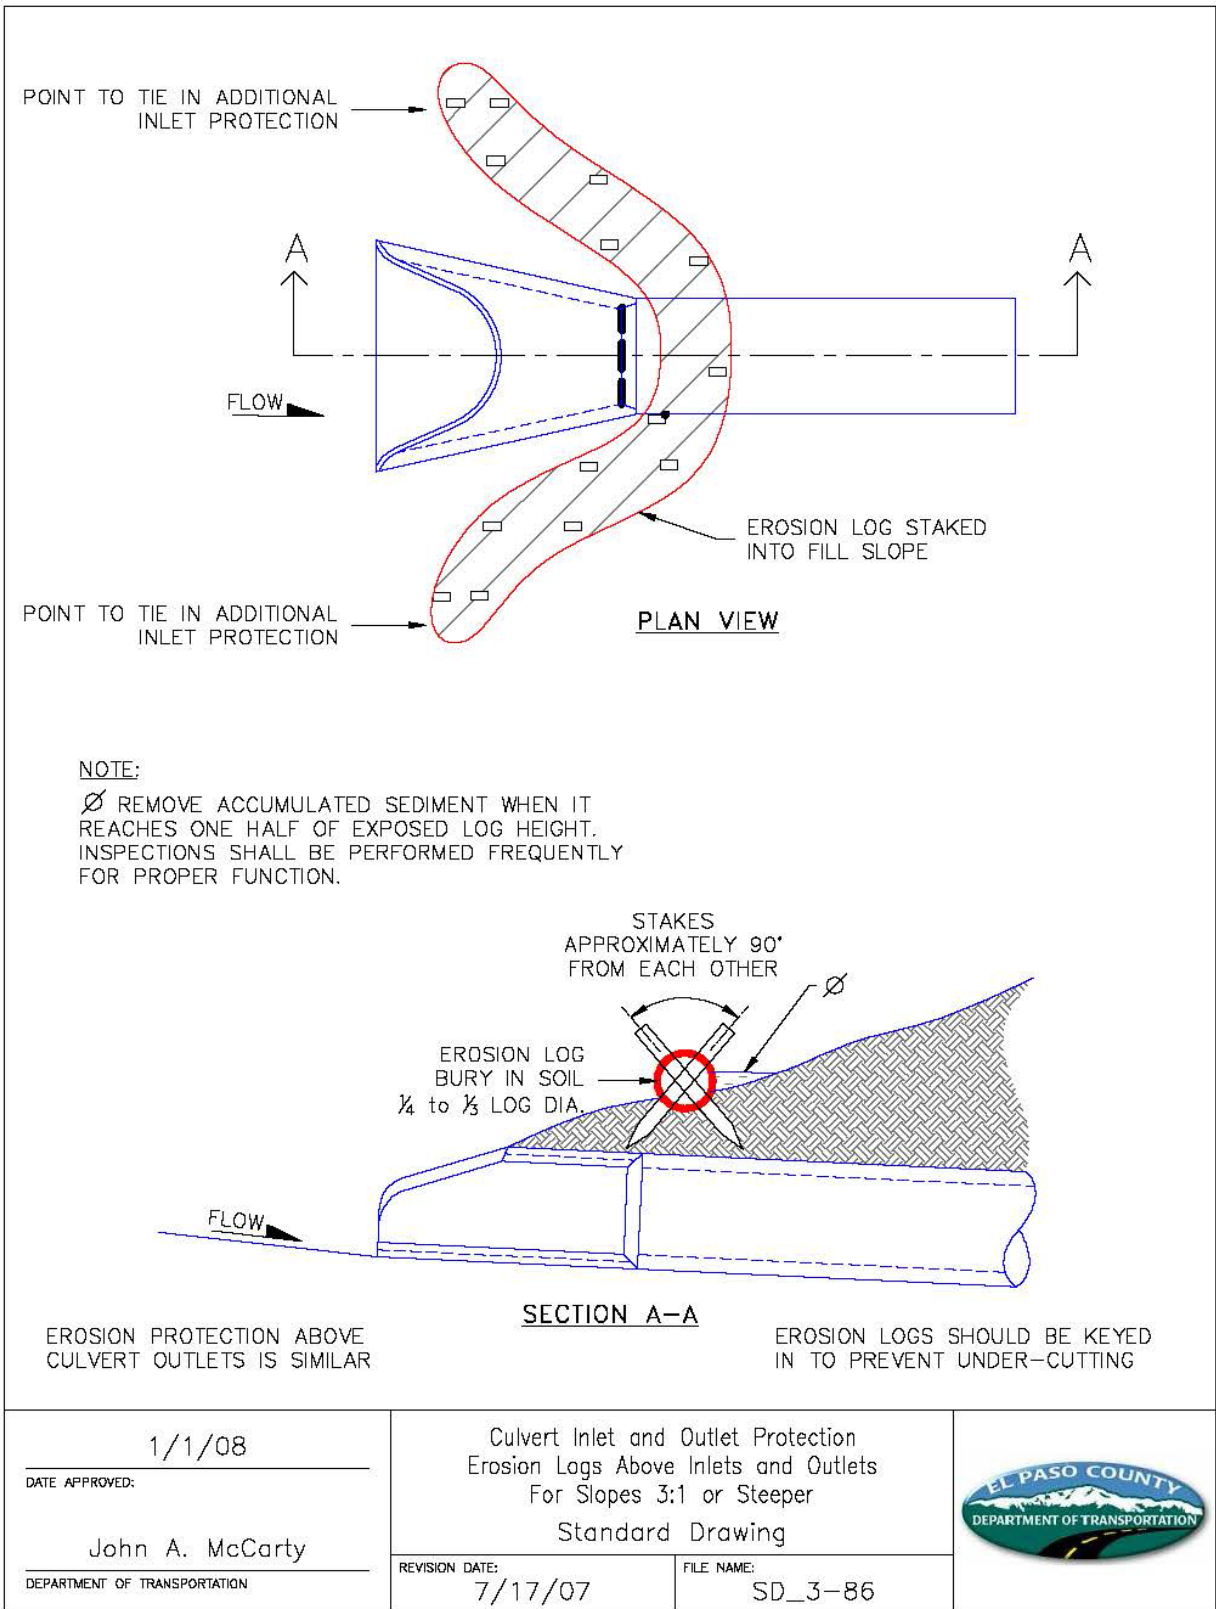 POINT TO TIE IN ADDITIONAL
INLET PROTECTION
A
A
FLOW
EROSION LOG STAKED
INTO FILL SLOPE
POINT TO TIE IN ADDITIONAL
INLET PROTECTION
PLAN VIEW
NOTE:
Ø REMOVE ACCUMULATED SEDIMENT WHEN IT
REACHES ONE HALF OF EXPOSED LOG HEIGHT.
INSPECTIONS SHALL BE PERFORMED FREQUENTLY
FOR PROPER FUNCTION.
STAKES
APPROXIMATELY 90°
FROM EACH OTHER
Ø
EROSION LOG
BURY IN SOIL
1/4 to 1/3 LOG DIA.
FLOW
SECTION A-A
EROSION PROTECTION ABOVE
CULVERT OUTLETS IS SIMILAR
EROSION LOGS SHOULD BE KEYED
IN TO PREVENT UNDER-CUTTING
1/1/08
DATE APPROVED:
John A. McCarty
DEPARTMENT OF TRANSPORTATION
Culvert Inlet and Outlet Protection
Erosion Logs Above Inlets and Outlets
For Slopes 3:1 or Steeper
Standard Drawing
REVISION DATE:
7/17/07
FILE NAME:
SD_3-86
EL PASO COUNTY
DEPARTMENT OF TRANSPORTATION